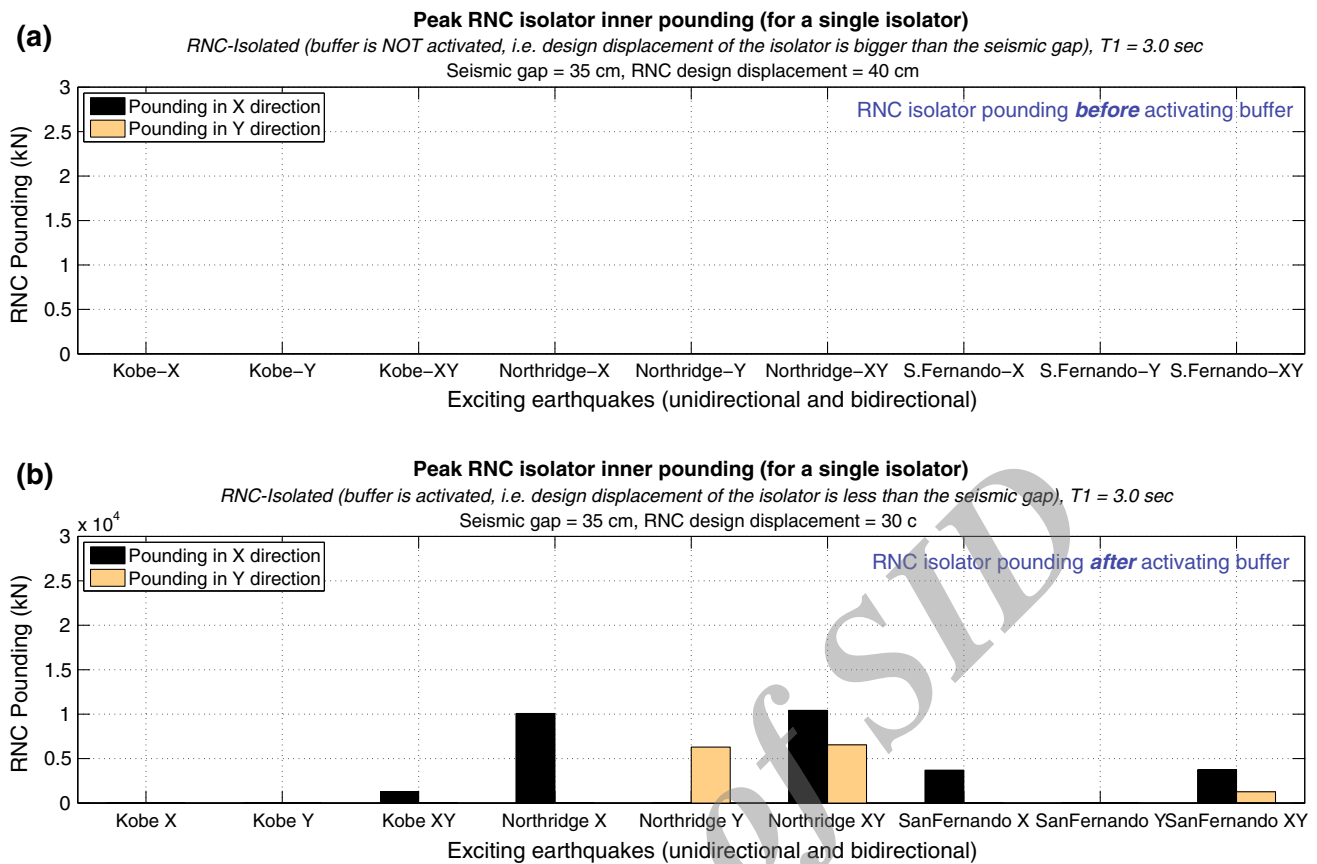 (a)
Peak RNC isolator inner pounding (for a single isolator)
RNC-Isolated (buffer is NOT activated, i.e. design displacement of the isolator is bigger than the seismic gap), T1 = 3.0 sec
Seismic gap = 35 cm, RNC design displacement = 40 cm
3
2.5
2
1.5
1
0.5
0
RNC Pounding (kN)
Pounding in X direction
Pounding in Y direction
RNC isolator pounding before activating buffer
Kobe−X Kobe−Y Kobe−XY Northridge−X Northridge−Y Northridge−XY S.Fernando−X S.Fernando−Y S.Fernando−XY
Exciting earthquakes (unidirectional and bidirectional)
(b)
Peak RNC isolator inner pounding (for a single isolator)
RNC-Isolated (buffer is activated, i.e. design displacement of the isolator is less than the seismic gap), T1 = 3.0 sec
Seismic gap = 35 cm, RNC design displacement = 30 c
x 10^4
3
2.5
2
1.5
1
0.5
0
RNC Pounding (kN)
Pounding in X direction
Pounding in Y direction
RNC isolator pounding after activating buffer
Kobe X Kobe Y Kobe XY Northridge X Northridge Y Northridge XY SanFernando X SanFernando Y SanFernando XY
Exciting earthquakes (unidirectional and bidirectional)
of SID